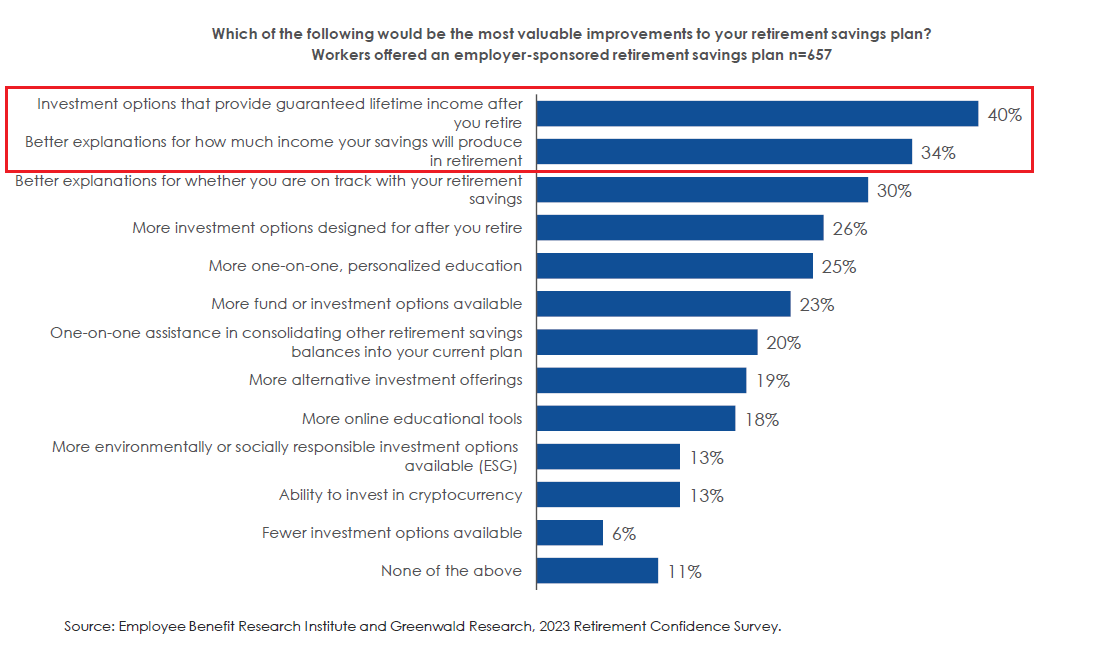 Which of the following would be the most valuable improvements to your retirement savings plan?
Workers offered an employer-sponsored retirement savings plan n=657
Investment options that provide guaranteed lifetime income after
you retire
40%
Better explanations for how much income your savings will produce
in retirement
34%
Better explanations for whether you are on track with your retirement
savings
30%
More investment options designed for after you retire
26%
More one-on-one, personalized education
25%
More fund or investment options available
23%
One-on-one assistance in consolidating other retirement savings
balances into your current plan
20%
More alternative investment offerings
19%
More online educational tools
18%
More environmentally or socially responsible investment options
available (ESG)
13%
Ability to invest in cryptocurrency
13%
Fewer investment options available
6%
None of the above
11%
Source: Employee Benefit Research Institute and Greenwald Research, 2023 Retirement Confidence Survey.